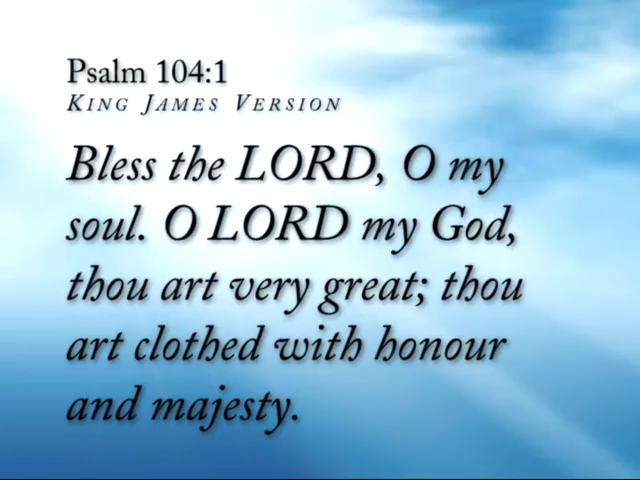 Psalm 104:1
KING JAMES VERSION
Bless the LORD, O my
soul. O LORD my God,
thou art very great; thou
art clothed with honour
and majesty.